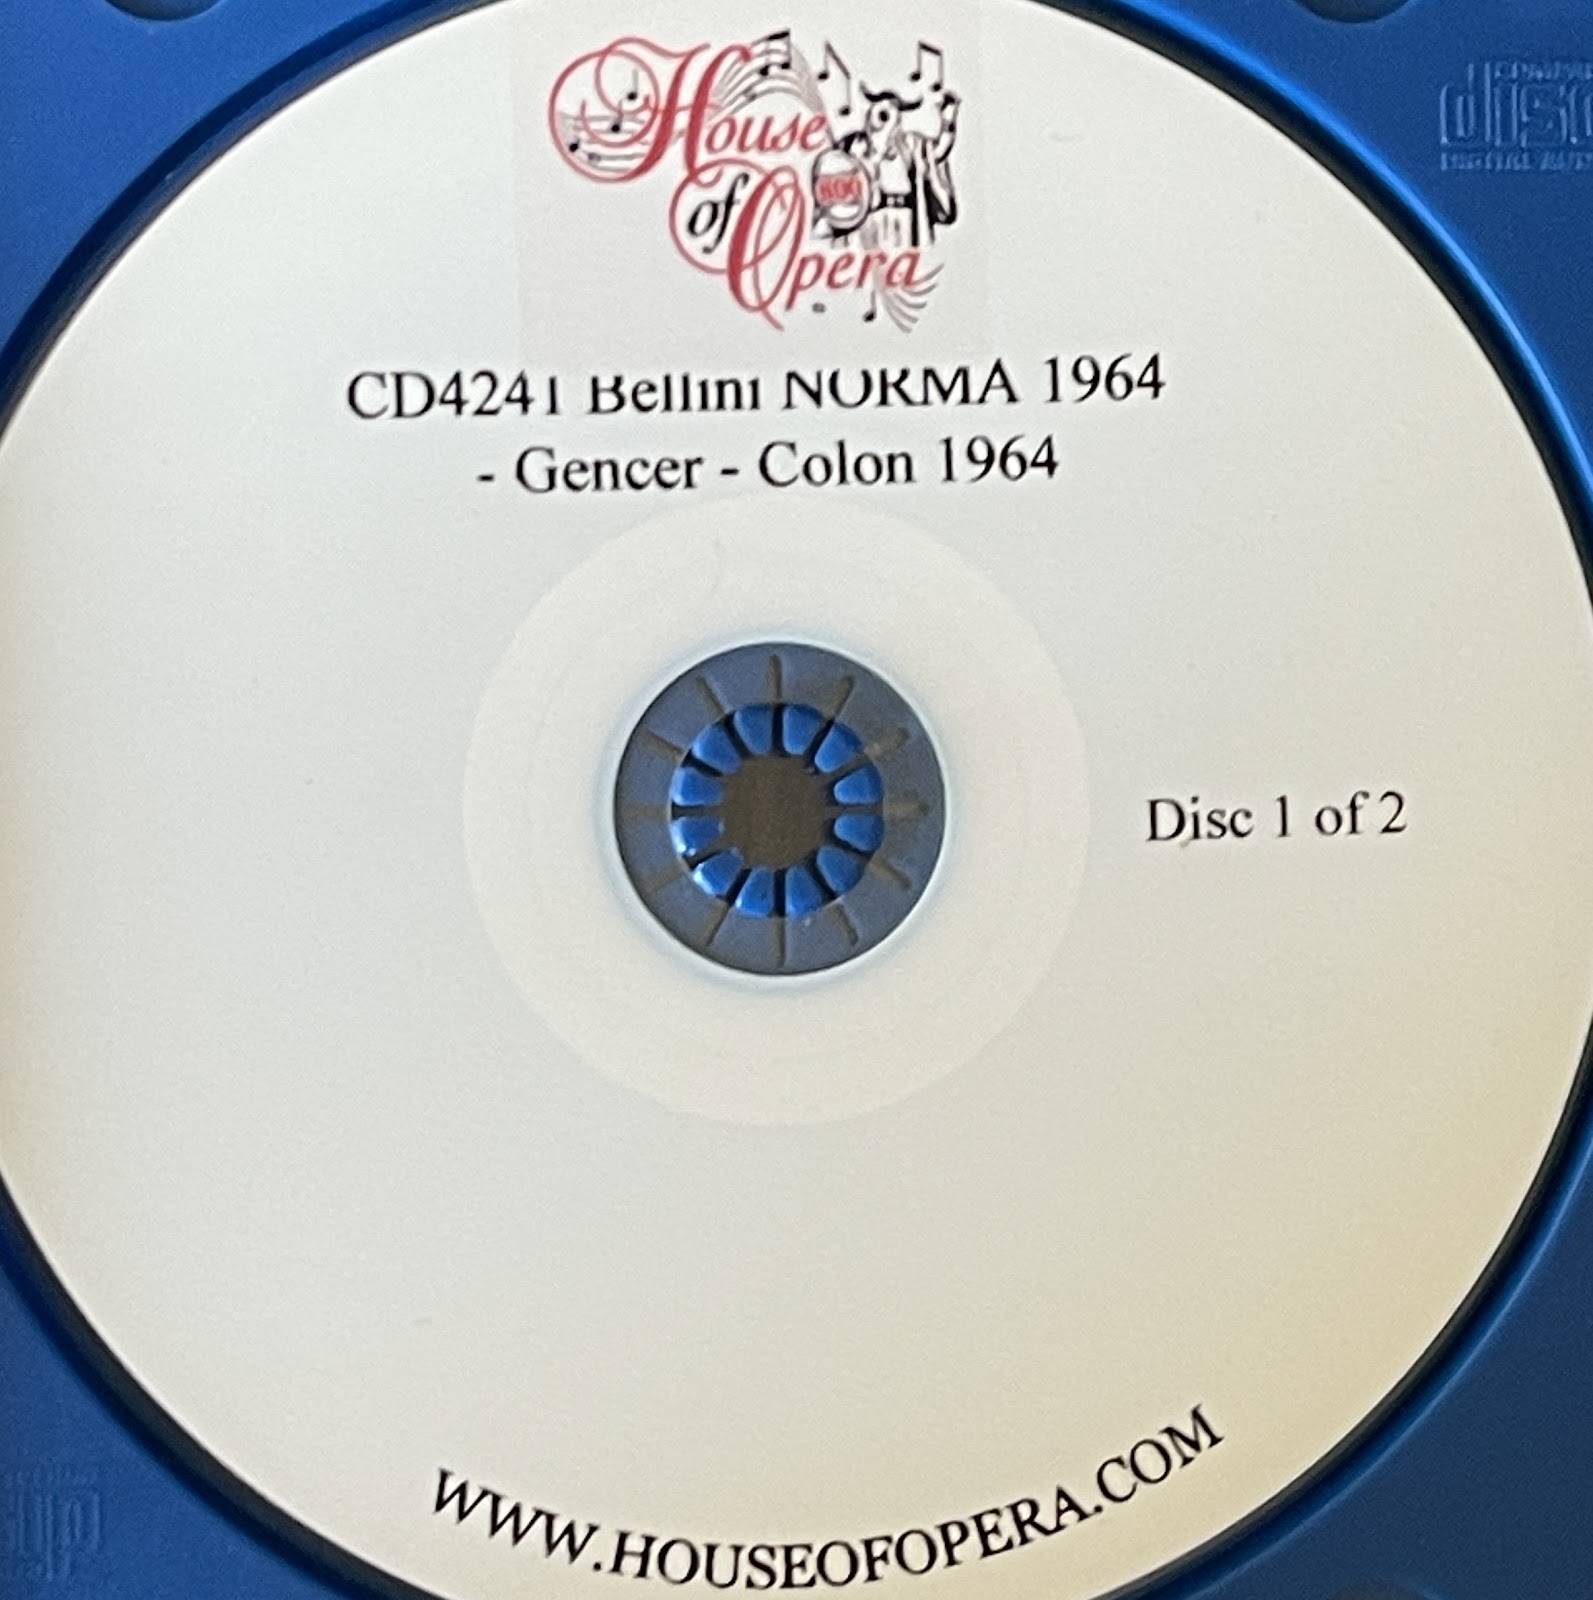 House
of
Opera
CD4241 Bellini NORMA 1964
- Gencer - Colon 1964
Disc 1 of 2
WWW.HOUSEOFOPERA.COM